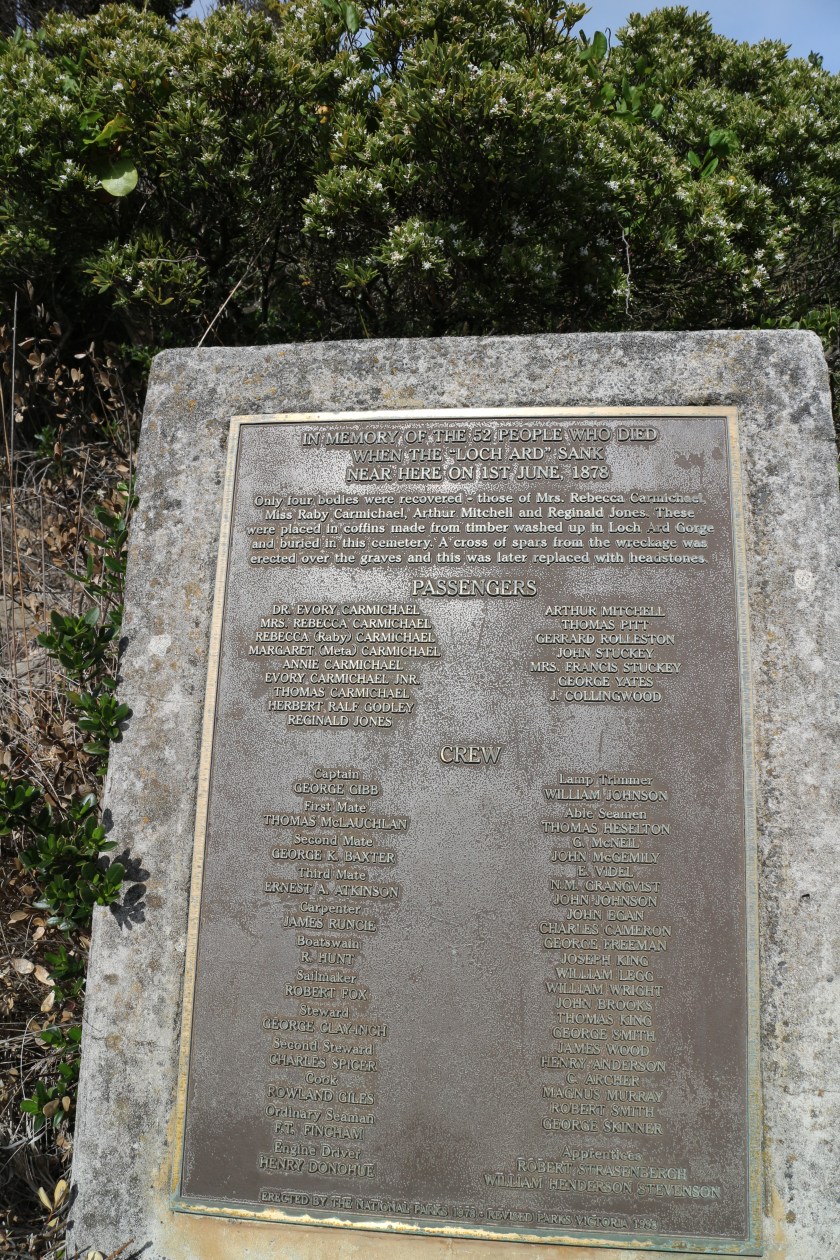 IN MEMORY OF THE 52 PEOPLE WHO DIED
WHEN THE "LOCH ARD" SANK
NEAR HERE ON 1ST JUNE, 1878
Only four bodies were recovered - those of Mrs. Rebecca Carmichael,
Miss Raby Carmichael, Arthur Mitchell and Reginald Jones. These
were placed in coffins made from timber washed up in Loch Ard Gorge
and buried in this cemetery. A cross of spars from the wreckage was
erected over the graves and this was later replaced with headstones.
PASSENGERS
DR. EVORY CARMICHAEL
MRS. REBECCA CARMICHAEL
REBECCA (Raby) CARMICHAEL
MARGARET (Meta) CARMICHAEL
ANNIE CARMICHAEL
EVORY CARMICHAEL JNR.
THOMAS CARMICHAEL
HERBERT RALF GODLEY
REGINALD JONES
ARTHUR MITCHELL
THOMAS PITT
GERRARD ROLLESTON
JOHN STUCKEY
MRS. FRANCIS STUCKEY
GEORGE YATES
J. COLLINGWOOD
CREW
Captain
GEORGE GIBB
First Mate
THOMAS McLAUCHLAN
Second Mate
GEORGE K. BAXTER
Third Mate
ERNEST A. ATKINSON
Carpenter
JAMES RUNCIE
Boatswain
R. HUNT
Sailmaker
ROBERT FOX
Steward
GEORGE CLAYINCH
Second Steward
CHARLES SPICER
Cook
ROWLAND GILES
Ordinary Seaman
F.T. FINCHAM
Engine Driver
HENRY DONOHUE
Lamp Trimmer
WILLIAM JOHNSON
Able Seamen
THOMAS HESELTON
G. McNEIL
JOHN McGEMILY
E. VIDEL
N.M. GRANGVIST
JOHN JOHNSON
JOHN EGAN
CHARLES CAMERON
GEORGE FREEMAN
JOSEPH KING
WILLIAM LEGG
WILLIAM WRIGHT
JOHN BROOKS
THOMAS KING
GEORGE SMITH
JAMES WOOD
HENRY ANDERSON
C. ARCHER
MAGNUS MURRAY
ROBERT SMITH
GEORGE SKINNER
Apprentices
ROBERT STRASENBERGH
WILLIAM HENDERSON STEVENSON
ERECTED BY THE NATIONAL PARKS 1978 - REVISED PARKS VICTORIA